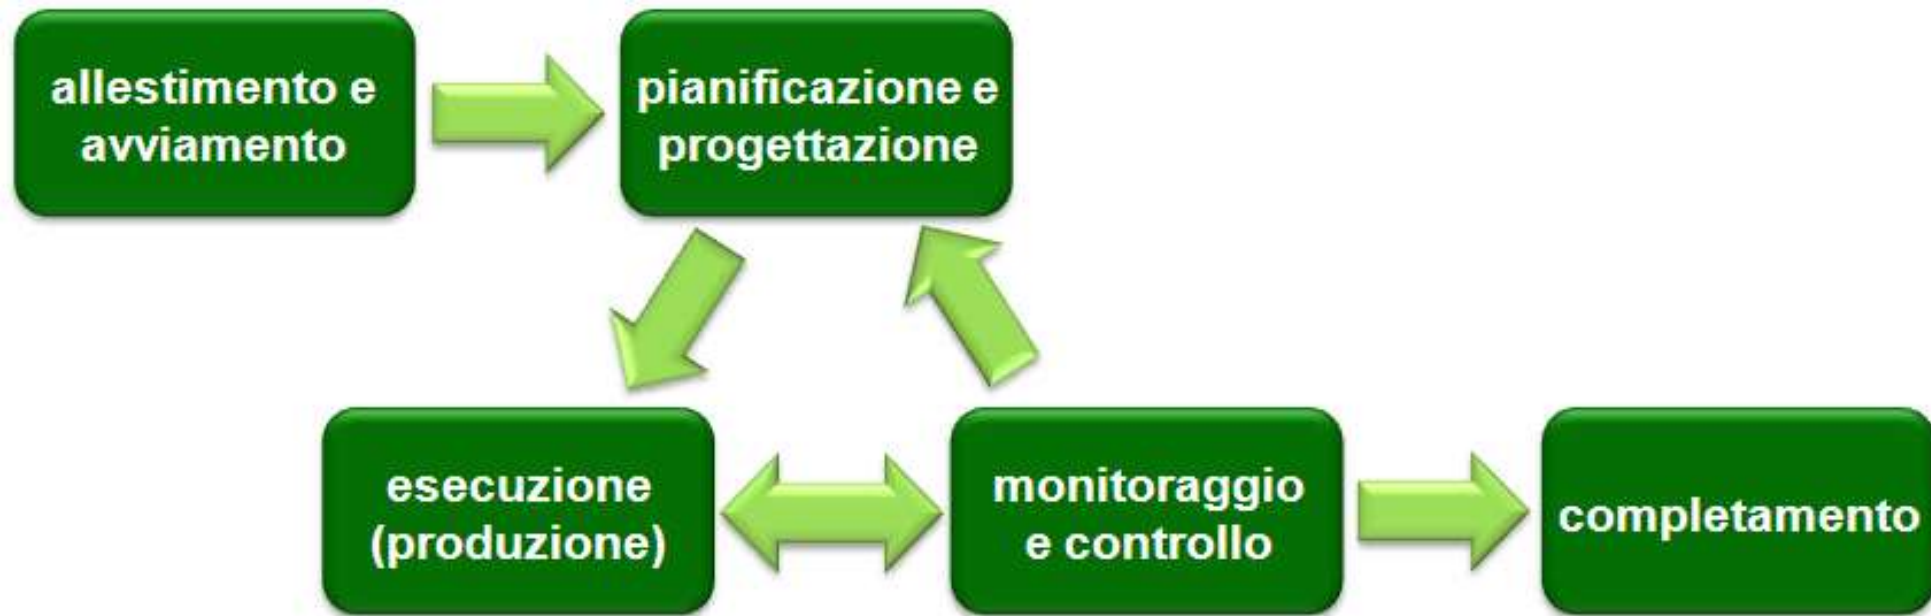 allestimento e
avviamento
pianificazione e
progettazione
esecuzione
(produzione)
monitoraggio
e controllo
completamento